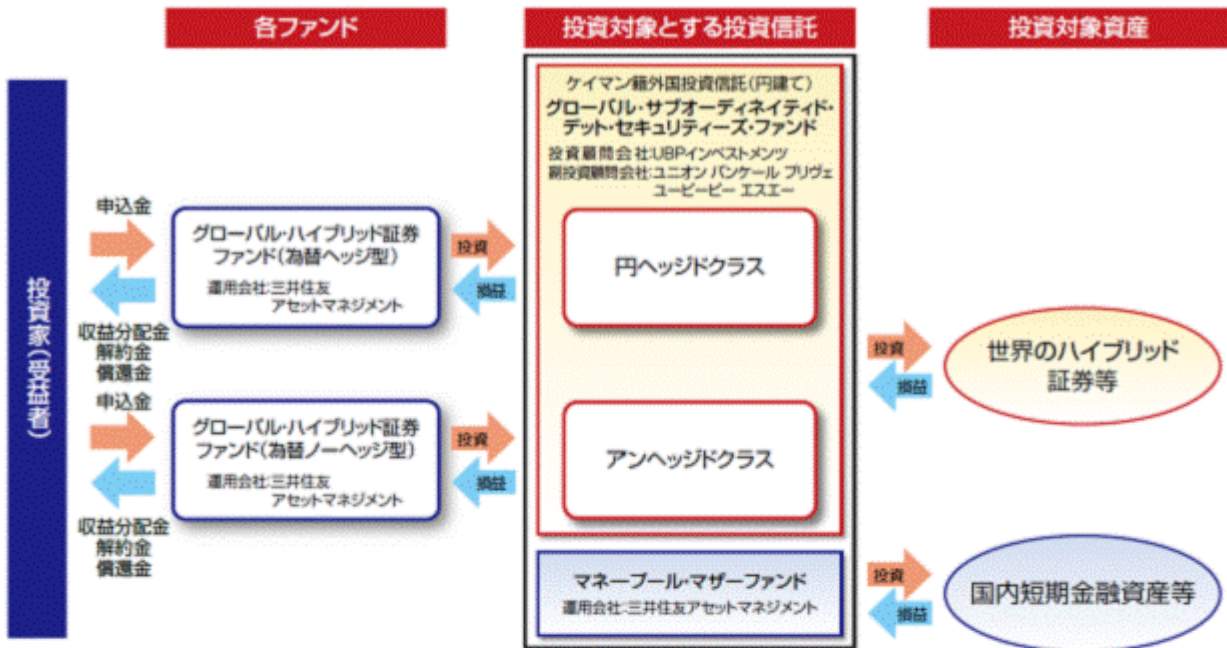 各ファンド
投資対象とする投資信託
投資対象資産
投資家(受益者)
申込金
収益分配金
解約金
償還金
申込金
収益分配金
解約金
償還金
グローバル・ハイブリッド証券
ファンド(為替ヘッジ型)
運用会社:三井住友
アセットマネジメント
グローバル・ハイブリッド証券
ファンド(為替ノーヘッジ型)
運用会社:三井住友
アセットマネジメント
投資
損益
投資
損益
ケイマン籍外国投資信託(円建て)
グローバル・サブオーディネイティド・
デット・セキュリティーズ・ファンド
投資顧問会社:UBPインベストメンツ
副投資顧問会社:ユニオン バンケール プリヴェ
ユービーピー エスエー
円ヘッジドクラス
アンヘッジドクラス
マネープール・マザーファンド
運用会社:三井住友アセットマネジメント
投資
損益
世界のハイブリッド
証券等
投資
損益
国内短期金融資産等